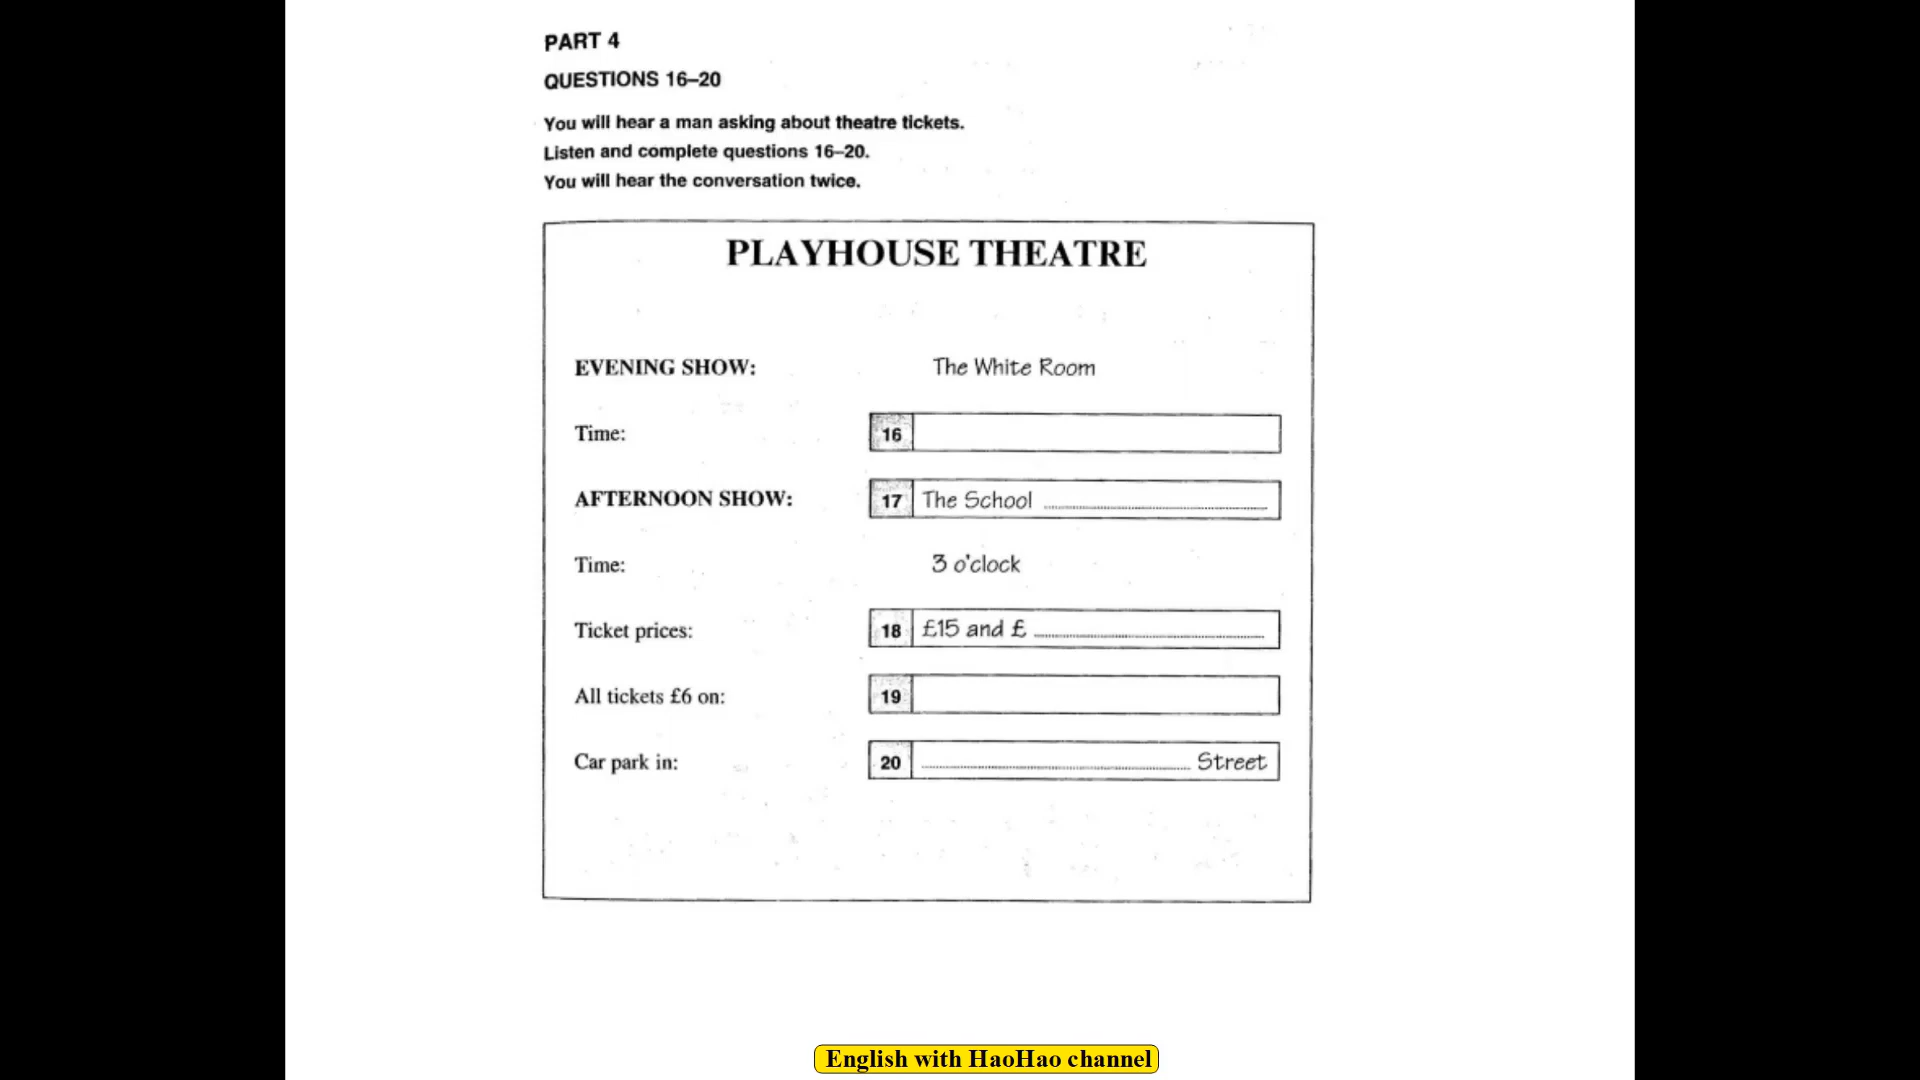 PART 4
QUESTIONS 16–20
You will hear a man asking about theatre tickets.
Listen and complete questions 16–20.
You will hear the conversation twice.
PLAYHOUSE THEATRE
EVENING SHOW: The White Room
Time: 16
AFTERNOON SHOW: 17 The School
Time: 3 o'clock
Ticket prices: 18 £15 and £
All tickets £6 on: 19
Car park in: 20 Street
English with HaoHao channel